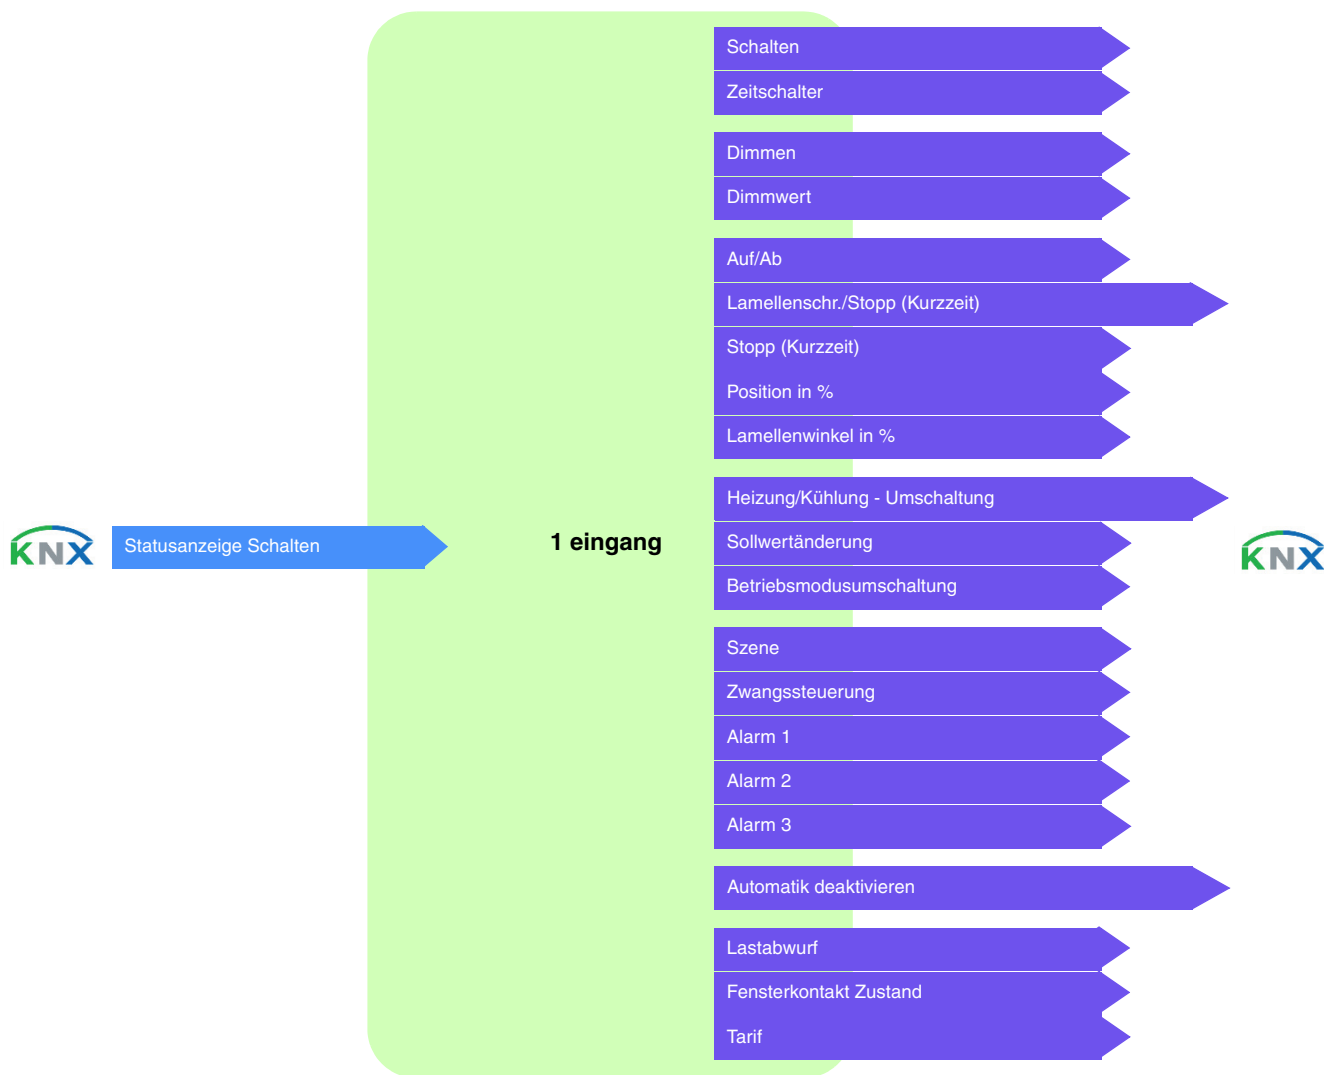 Schalten
Zeitschalter
Dimmen
Dimmwert
Auf/Ab
Lamellenschr./Stopp (Kurzzeit)
Stopp (Kurzzeit)
Position in %
Lamellenwinkel in %
Heizung/Kühlung - Umschaltung
KNX
Statusanzeige Schalten
1 eingang
Sollwertänderung
KNX
Betriebsmodusumschaltung
Szene
Zwangssteuerung
Alarm 1
Alarm 2
Alarm 3
Automatik deaktivieren
Lastabwurf
Fensterkontakt Zustand
Tarif